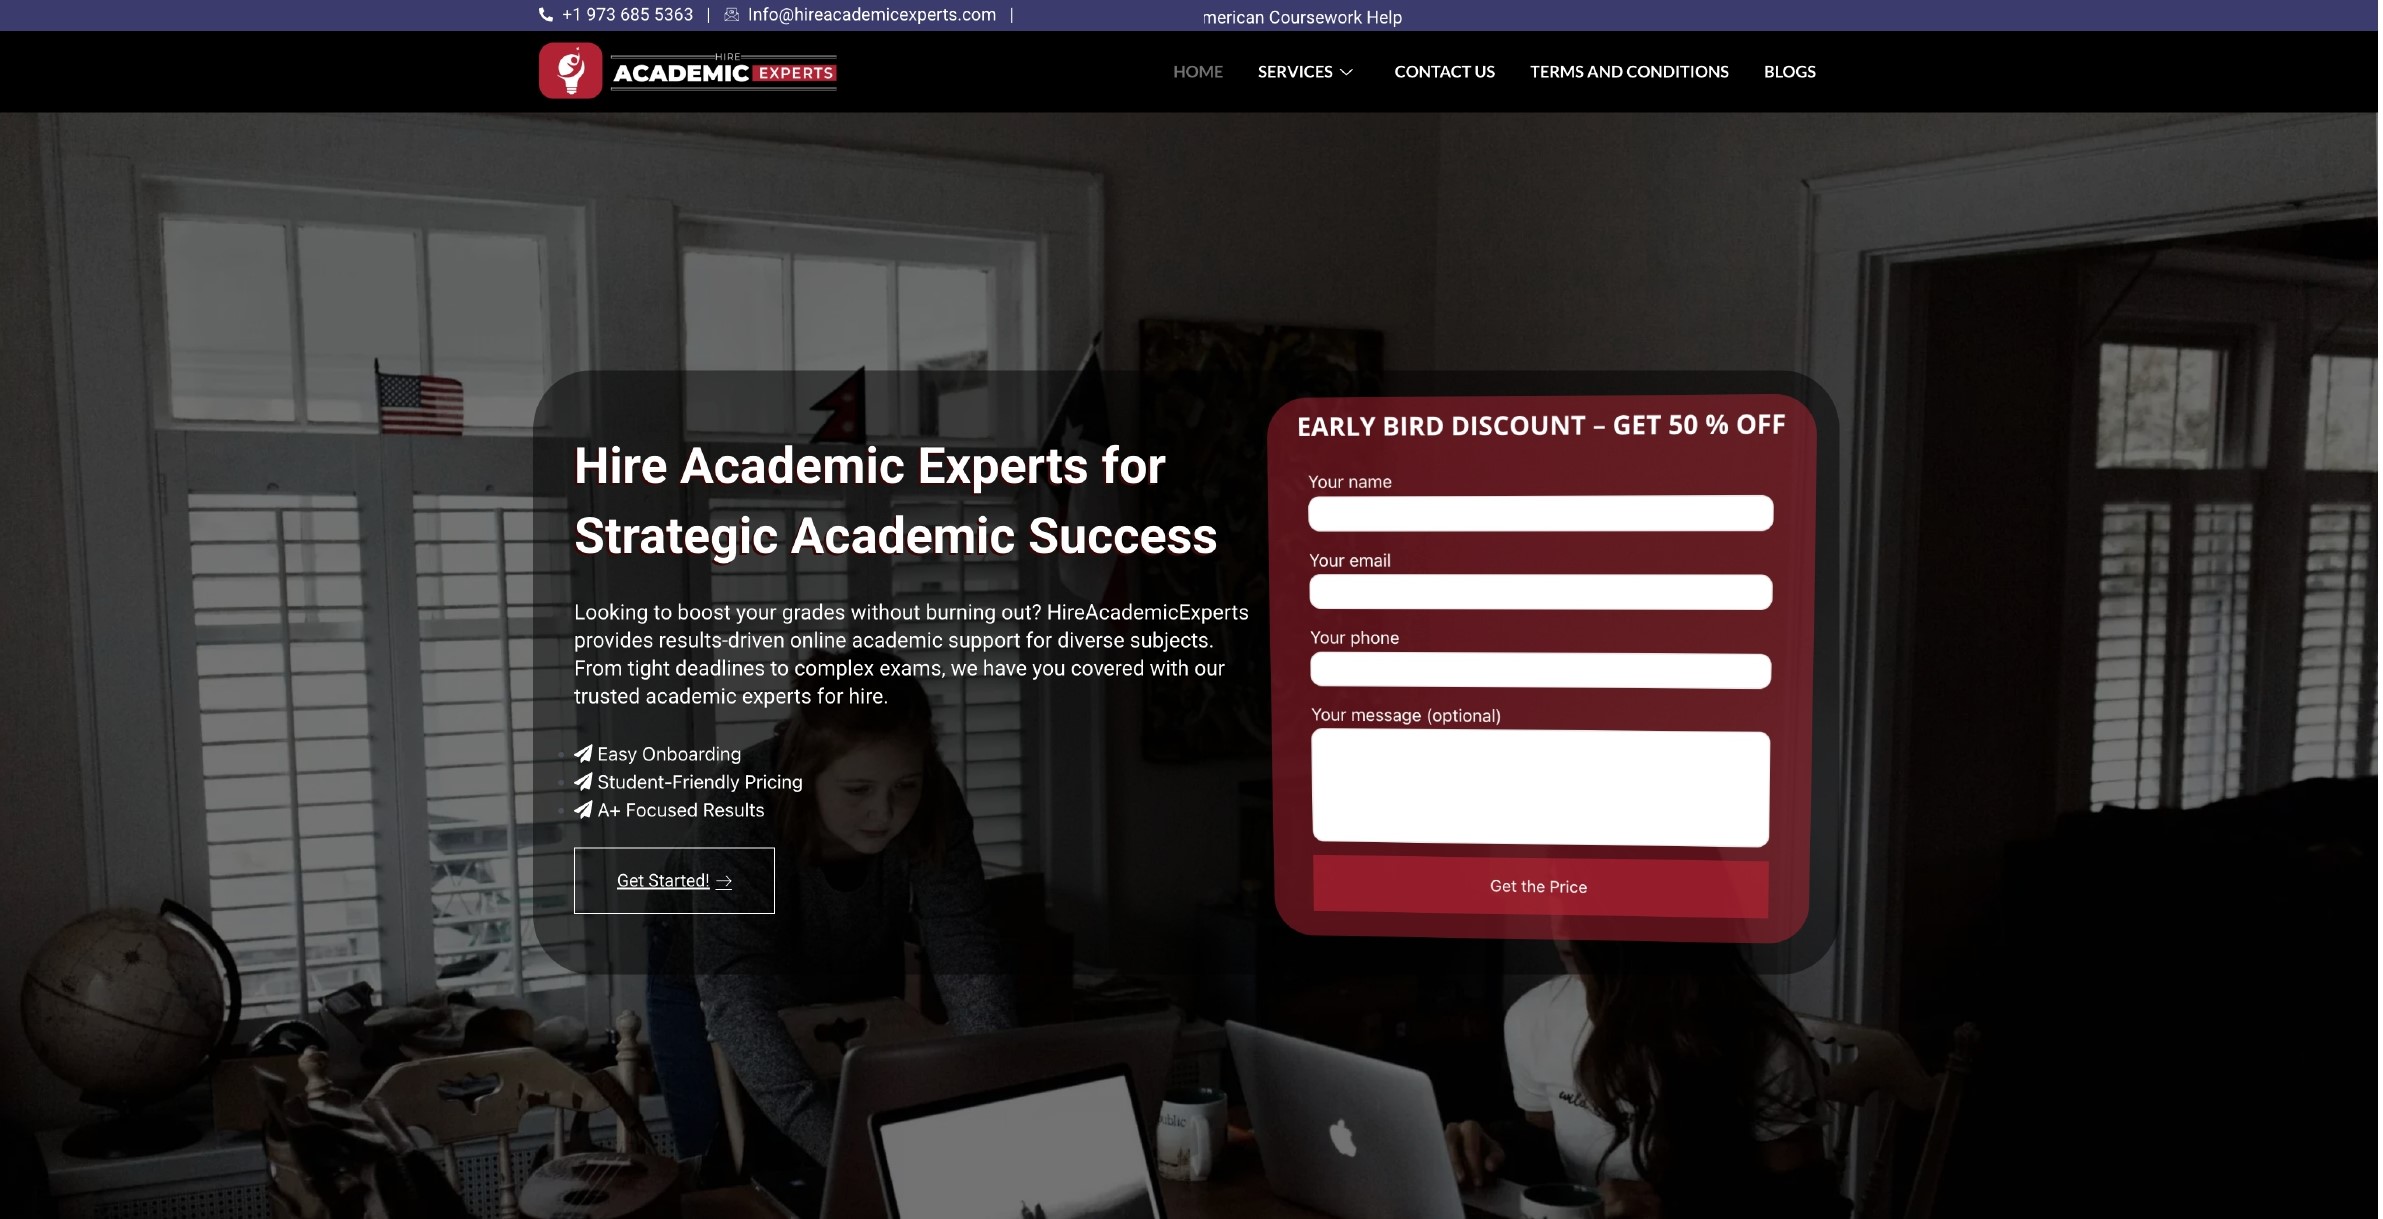 +1 973 685 5363 | Info@hireacademicexperts.com |
merican Coursework Help
HIRE
ACADEMIC EXPERTS
HOME SERVICES CONTACT US TERMS AND CONDITIONS BLOGS
Hire Academic Experts for
Strategic Academic Success
Looking to boost your grades without burning out? HireAcademicExperts
provides results-driven online academic support for diverse subjects.
From tight deadlines to complex exams, we have you covered with our
trusted academic experts for hire.
Easy Onboarding
Student-Friendly Pricing
A+ Focused Results
Get Started!
EARLY BIRD DISCOUNT – GET 50 % OFF
Your name
Your email
Your phone
Your message (optional)
Get the Price